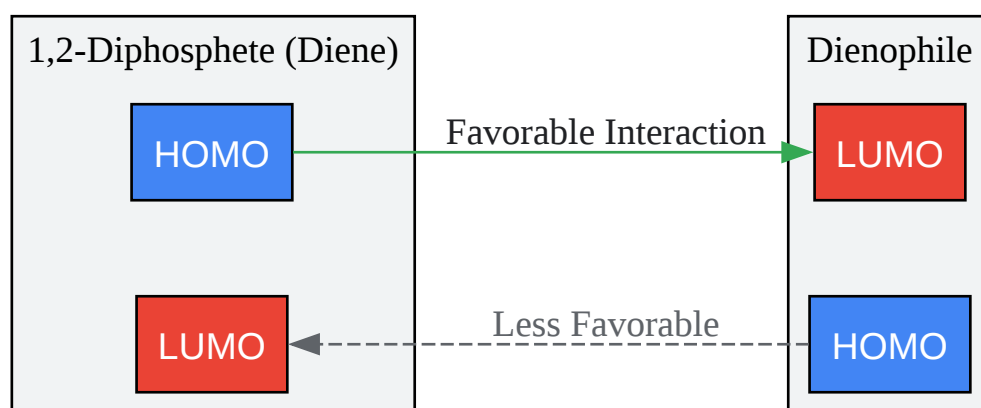 1,2-Diphosphete (Diene)
Dienophile
HOMO
Favorable Interaction
LUMO
LUMO
Less Favorable
HOMO